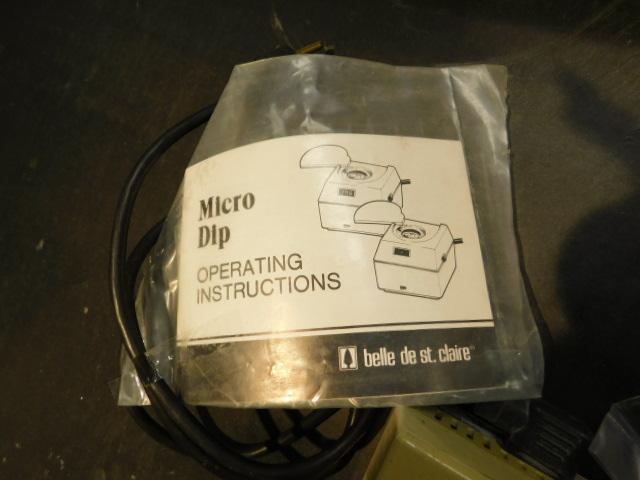 Micro
Dip
OPERATING
INSTRUCTIONS
belle de st. claire